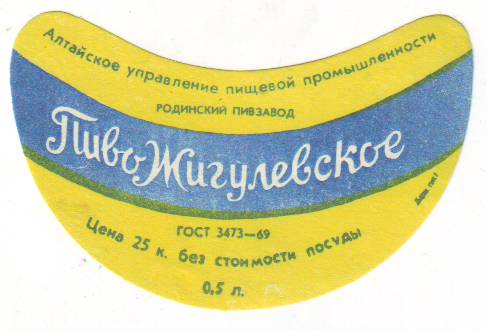 Алтайское управление пищевой промышленности
РОДИНСКИЙ ПИВЗАВОД
Пиво Жигулевское
ГОСТ 3473—69
Цена 25 к. без стоимости посуды
0,5 л.